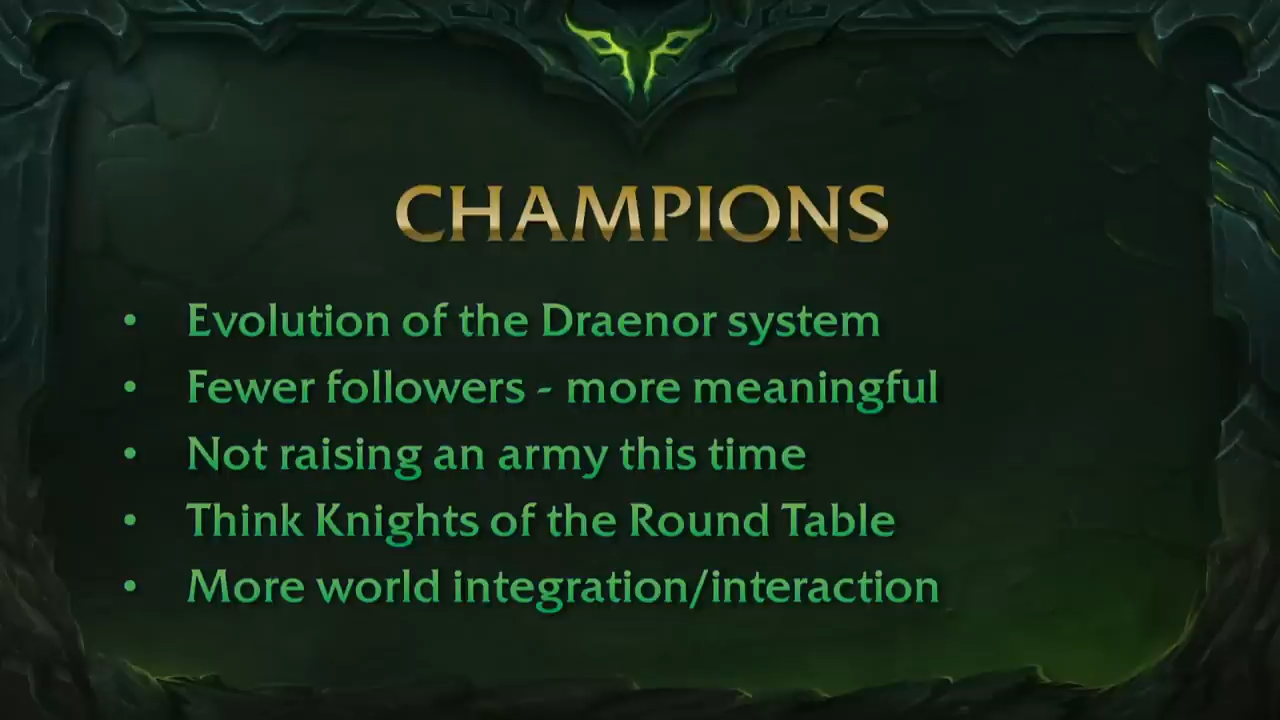 CHAMPIONS
• Evolution of the Draenor system
• Fewer followers - more meaningful
• Not raising an army this time
• Think Knights of the Round Table
• More world integration/interaction